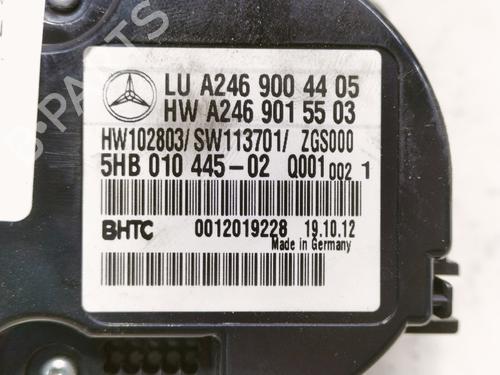 LU A246 900 44 05
HW A246 901 55 03
HW102803/SW113701/ ZGS000
5HB 010 445-02 Q001 002 1
BHTC 0012019228 19.10.12
Made in Germany